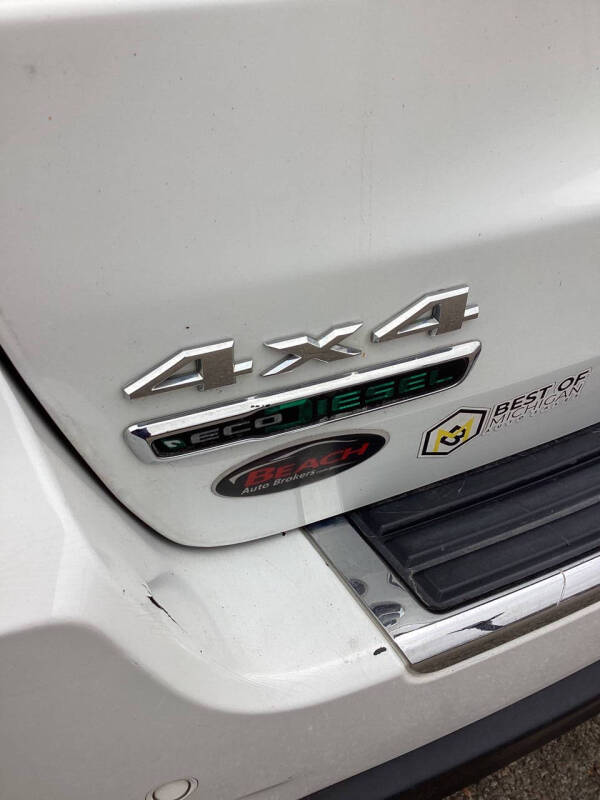 4x4
ECODIESEL
BEACH
Auto Brokers
BEST OF
MICHIGAN